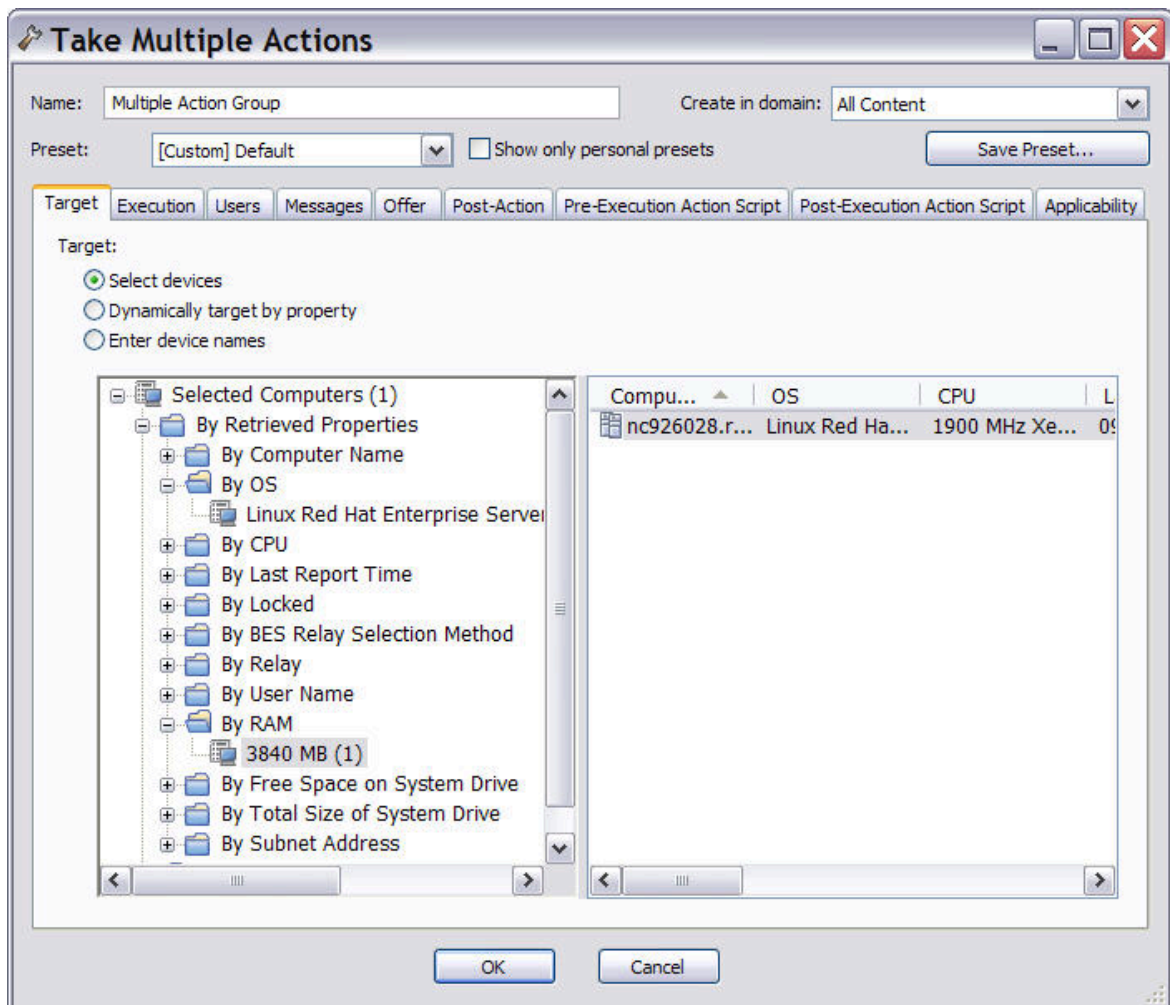 Take Multiple Actions
Name: Multiple Action Group Create in domain: All Content
Preset: [Custom] Default Show only personal presets Save Preset...
Target Execution Users Messages Offer Post-Action Pre-Execution Action Script Post-Execution Action Script Applicability
Target:
Select devices
Dynamically target by property
Enter device names
Selected Computers (1)
By Retrieved Properties
By Computer Name
By OS
Linux Red Hat Enterprise Server
By CPU
By Last Report Time
By Locked
By BES Relay Selection Method
By Relay
By User Name
By RAM
3840 MB (1)
By Free Space on System Drive
By Total Size of System Drive
By Subnet Address
Compu... OS CPU L
nc926028.r... Linux Red Ha... 1900 MHz Xe... 09
OK Cancel